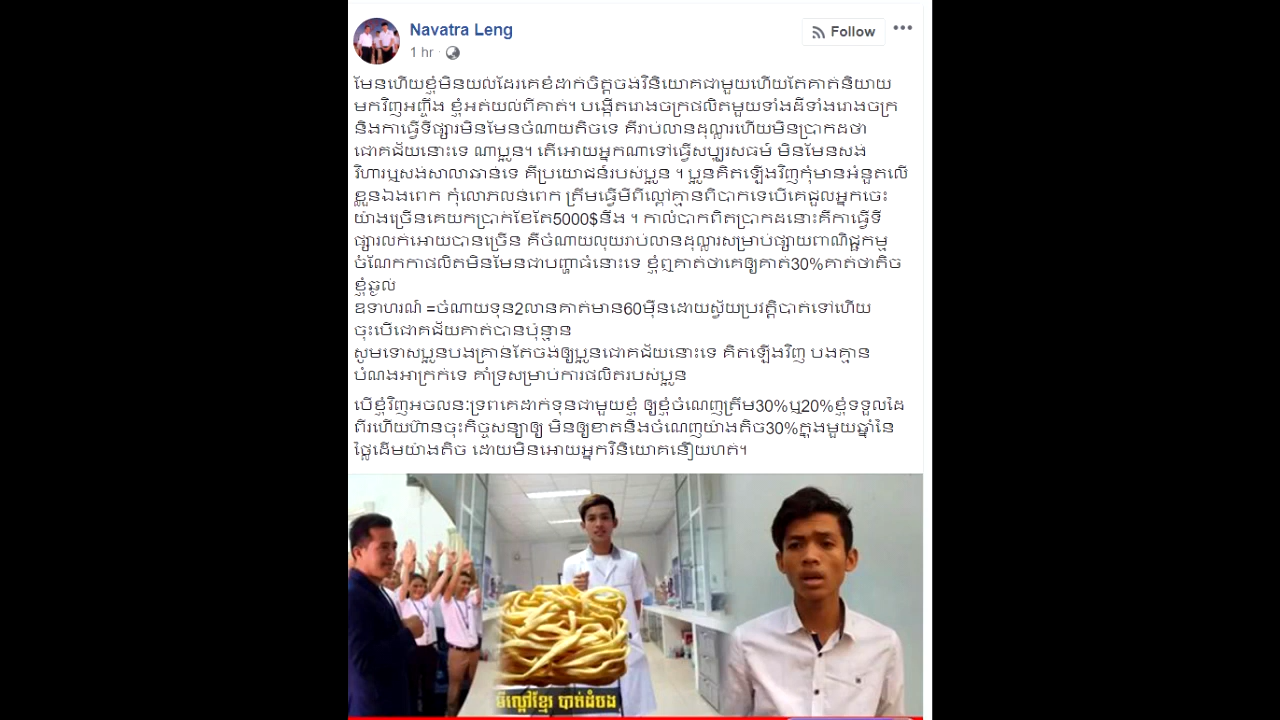 Navatra Leng
Follow
1 hr ·
មែនហើយខ្ញុំមិនយល់ដែរគេខំដាក់ចិត្តចង់វិនិយោគជាមួយហើយតែគាត់និយាយ
មកវិញអញ្ចឹង ខ្ញុំអត់យល់ពីគាត់។ បង្កើតរោងចក្រផលិតមួយទាំងដីទាំងរោងចក្រ
និងកាធ្វើទីផ្សារមិនមែនចំណាយតិចទេ គឺរាប់លានដុល្លារហើយមិនប្រាកដថា
ជោគជ័យនោះទេ ណាប្អូន។ តើអោយអ្នកណាទៅធ្វើសប្បុរសធម៌ មិនមែនសង់
វិហារឬសង់សាលាឆាន់ទេ គឺប្រយោជន៍របស់ប្អូន ។ ប្អូនគិតឡើងវិញកុំមានអំនួតលើ
ខ្លួនឯងពេក កុំលោភលន់ពេក ត្រឹមធ្វើមីពីល្ពៅគ្មានពីបាកទេបើគេជួលអ្នកចេះ
យ៉ាងច្រើនគេយកប្រាក់ខែតែ5000$នឹង ។ កាលំបាកពិតប្រាកដនោះគឺកាធ្វើទី
ផ្សារលក់អោយបានច្រើន គឺចំណាយលុយរាប់លានដុល្លារសម្រាប់ផ្សាយពាណិជ្ជកម្ម
ចំណែកកាផលិតមិនមែនជាបញ្ហាធំនោះទេ ខ្ញុំឮគាត់ថាគេឲ្យគាត់30%គាត់ថាតិច
ខ្ញុំឆ្ងល់
ឧទាហរណ៍ =ចំណាយទុន2លានគាត់មាន60ម៉ឺនដោយស្វ័យប្រវត្តិបាត់ទៅហើយ
ចុះបើជោគជ័យគាត់បានប៉ុន្មាន
សូមទោសប្អូនបងគ្រាន់តែចង់ឲ្យប្អូនជោគជ័យនោះទេ គិតឡើងវិញ បងគ្មាន
បំណងអាក្រក់ទេ គាំទ្រសម្រាប់ការផលិតរបស់ប្អូន
បើខ្ញុំវិញអចលនៈទ្រពគេដាក់ទុនជាមួយខ្ញុំ ឲ្យខ្ញុំចំណេញត្រឹម30%ឬ20%ខ្ញុំទទួលដៃ
ពីរហើយហ៊ានចុះកិច្ចសន្យាឲ្យ មិនឲ្យខាតនិងចំណេញយ៉ាងតិច30%ក្នុងមួយឆ្នាំនៃ
ថ្លៃដើមយ៉ាងតិច ដោយមិនអោយអ្នកវិនិយោគនឿយហត់។
មីល្ពៅខ្មែរ បាត់ដំបង